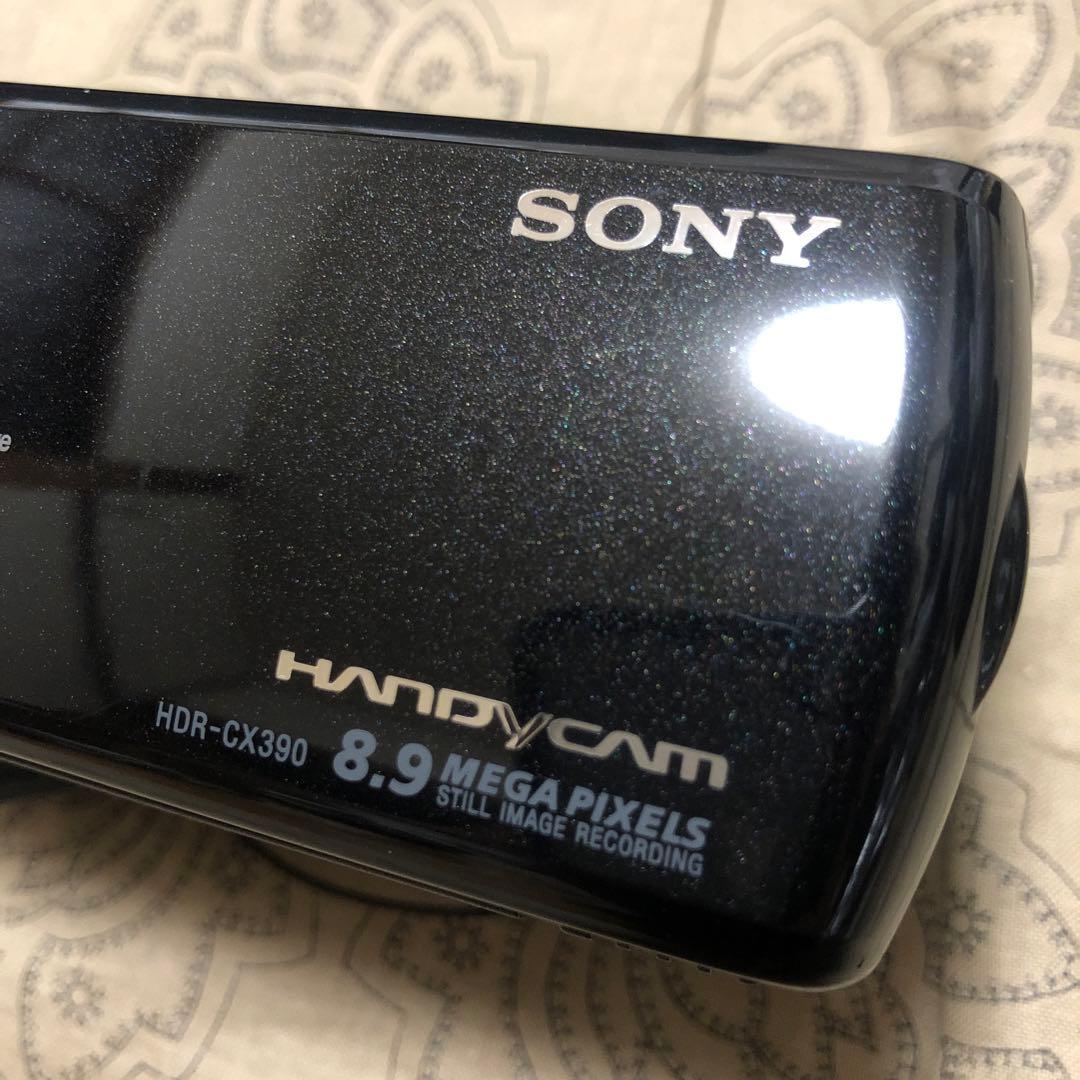 SONY
HANDYCAM
HDR-CX390 8.9 MEGA PIXELS
STILL IMAGE RECORDING